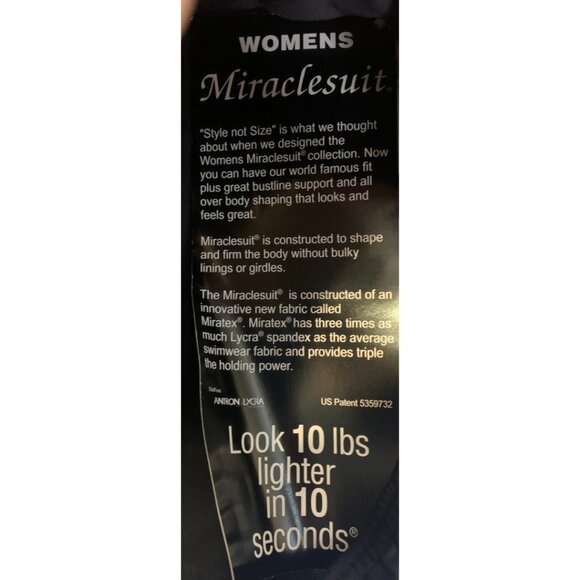 WOMENS
Miraclesuit®
"Style not Size" is what we thought
about when we designed the
Womens Miraclesuit® collection. Now
you can have our world famous fit
plus great bustline support and all
over body shaping that looks and
feels great.
Miraclesuit® is constructed to shape
and firm the body without bulky
linings or girdles.
The Miraclesuit® is constructed of an
innovative new fabric called
Miratex®. Miratex® has three times as
much Lycra® spandex as the average
swimwear fabric and provides triple
the holding power.
DuPont
ANTRON LYCRA
US Patent 5359732
Look 10 lbs
lighter
in 10
seconds®